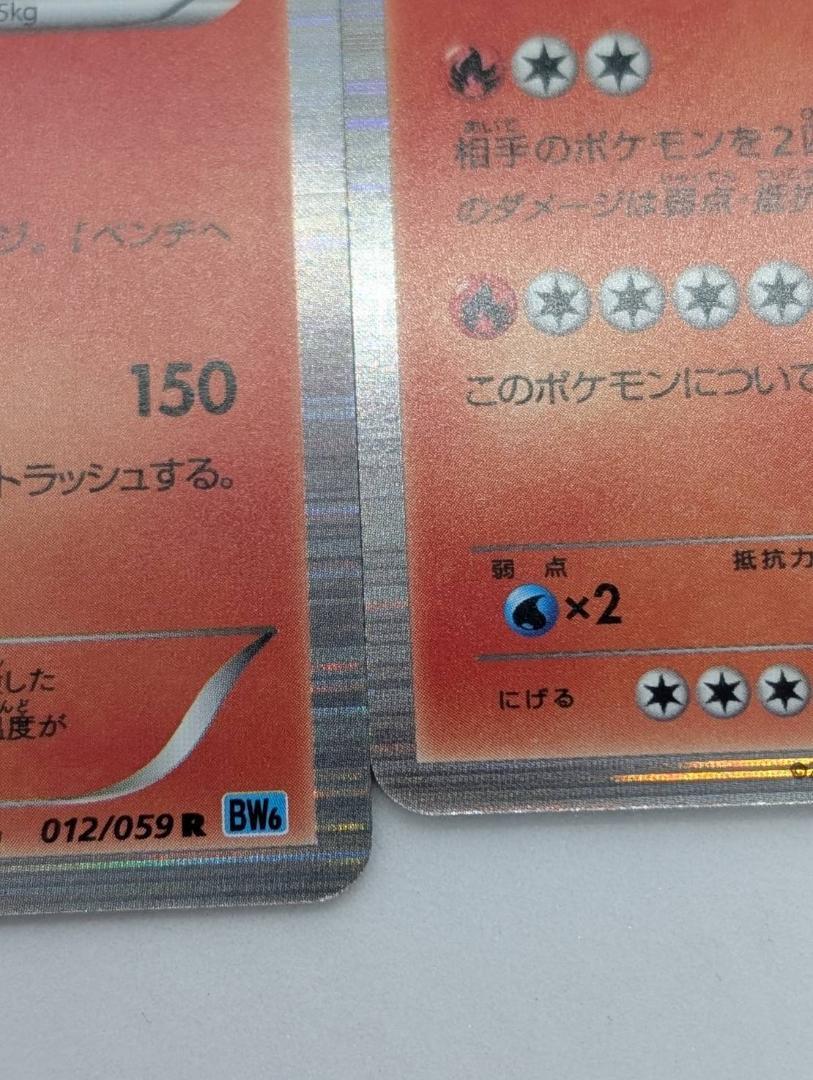 5kg
ジ。「ベンチへ
150
トラッシュする。
した
度が
012/059 R BW6
あいて
相手のポケモンを2
のダメージは弱点・抵抗
このポケモンについて
弱点
抵抗力
×2
にげる